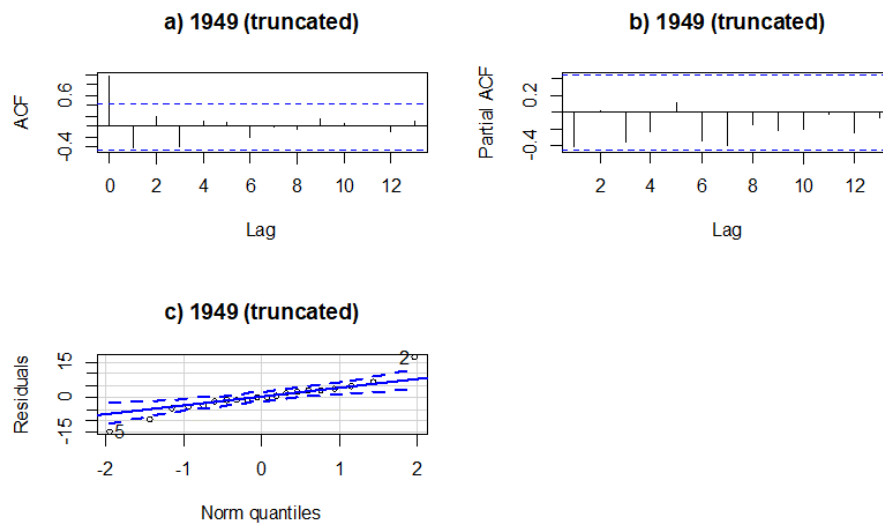 a) 1949 (truncated)
ACF
-0.4 0.6
0 2 4 6 8 10 12
Lag
b) 1949 (truncated)
Partial ACF
-0.4 0.2
2 4 6 8 10 12
Lag
c) 1949 (truncated)
Residuals
-15 0 15
2
5
-2 -1 0 1 2
Norm quantiles